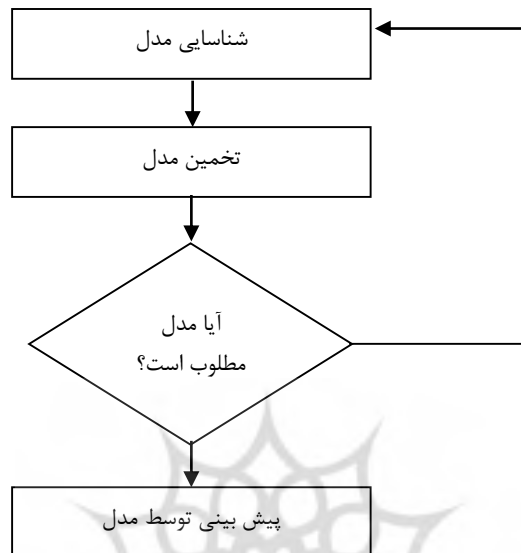 شناسایی مدل
تخمین مدل
آیا مدل
مطلوب است؟
پیش بینی توسط مدل